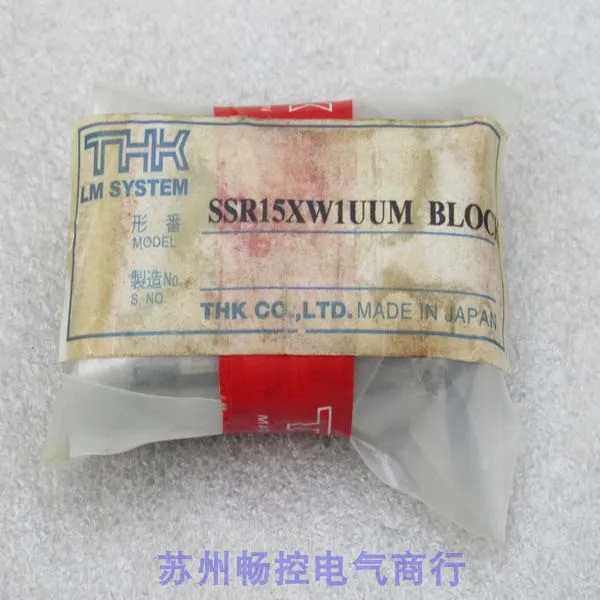 THK
LM SYSTEM
形番 SSR15XW1UUM BLOCK
MODEL
製造No.
S. NO
THK CO.,LTD. MADE IN JAPAN
苏州畅控电气商行